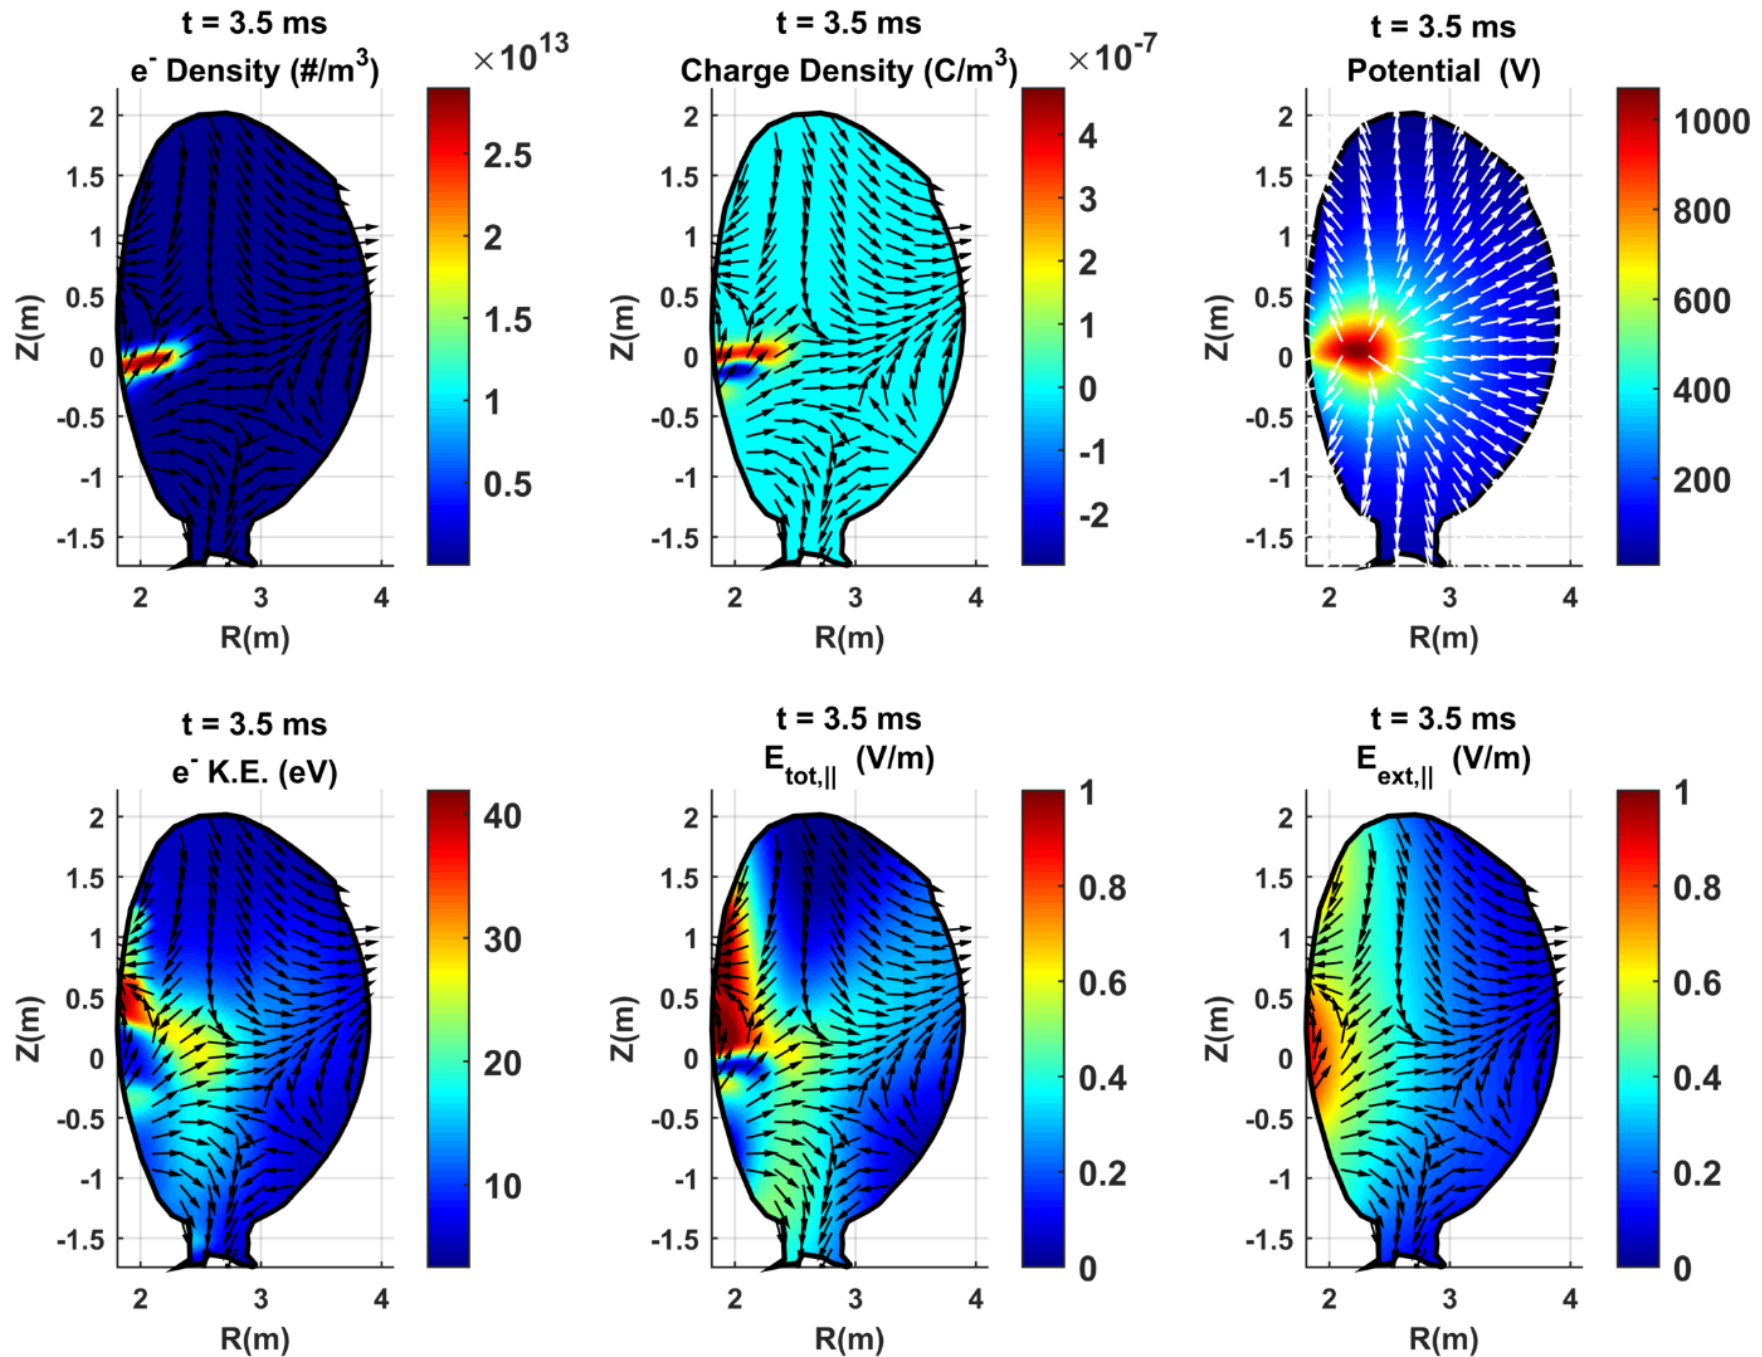 t = 3.5 ms
e⁻ Density (#/m³)
×10¹³
2.5
2
1.5
1
0.5
2
1.5
1
0.5
0
-0.5
-1
-1.5
Z(m)
2 3 4
R(m)
t = 3.5 ms
Charge Density (C/m³)
×10⁻⁷
4
3
2
1
0
-1
-2
2
1.5
1
0.5
0
-0.5
-1
-1.5
Z(m)
2 3 4
R(m)
t = 3.5 ms
Potential (V)
1000
800
600
400
200
2
1.5
1
0.5
0
-0.5
-1
-1.5
Z(m)
2 3 4
R(m)
t = 3.5 ms
e⁻ K.E. (eV)
40
30
20
10
2
1.5
1
0.5
0
-0.5
-1
-1.5
Z(m)
2 3 4
R(m)
t = 3.5 ms
E_tot,|| (V/m)
1
0.8
0.6
0.4
0.2
0
2
1.5
1
0.5
0
-0.5
-1
-1.5
Z(m)
2 3 4
R(m)
t = 3.5 ms
E_ext,|| (V/m)
1
0.8
0.6
0.4
0.2
0
2
1.5
1
0.5
0
-0.5
-1
-1.5
Z(m)
2 3 4
R(m)